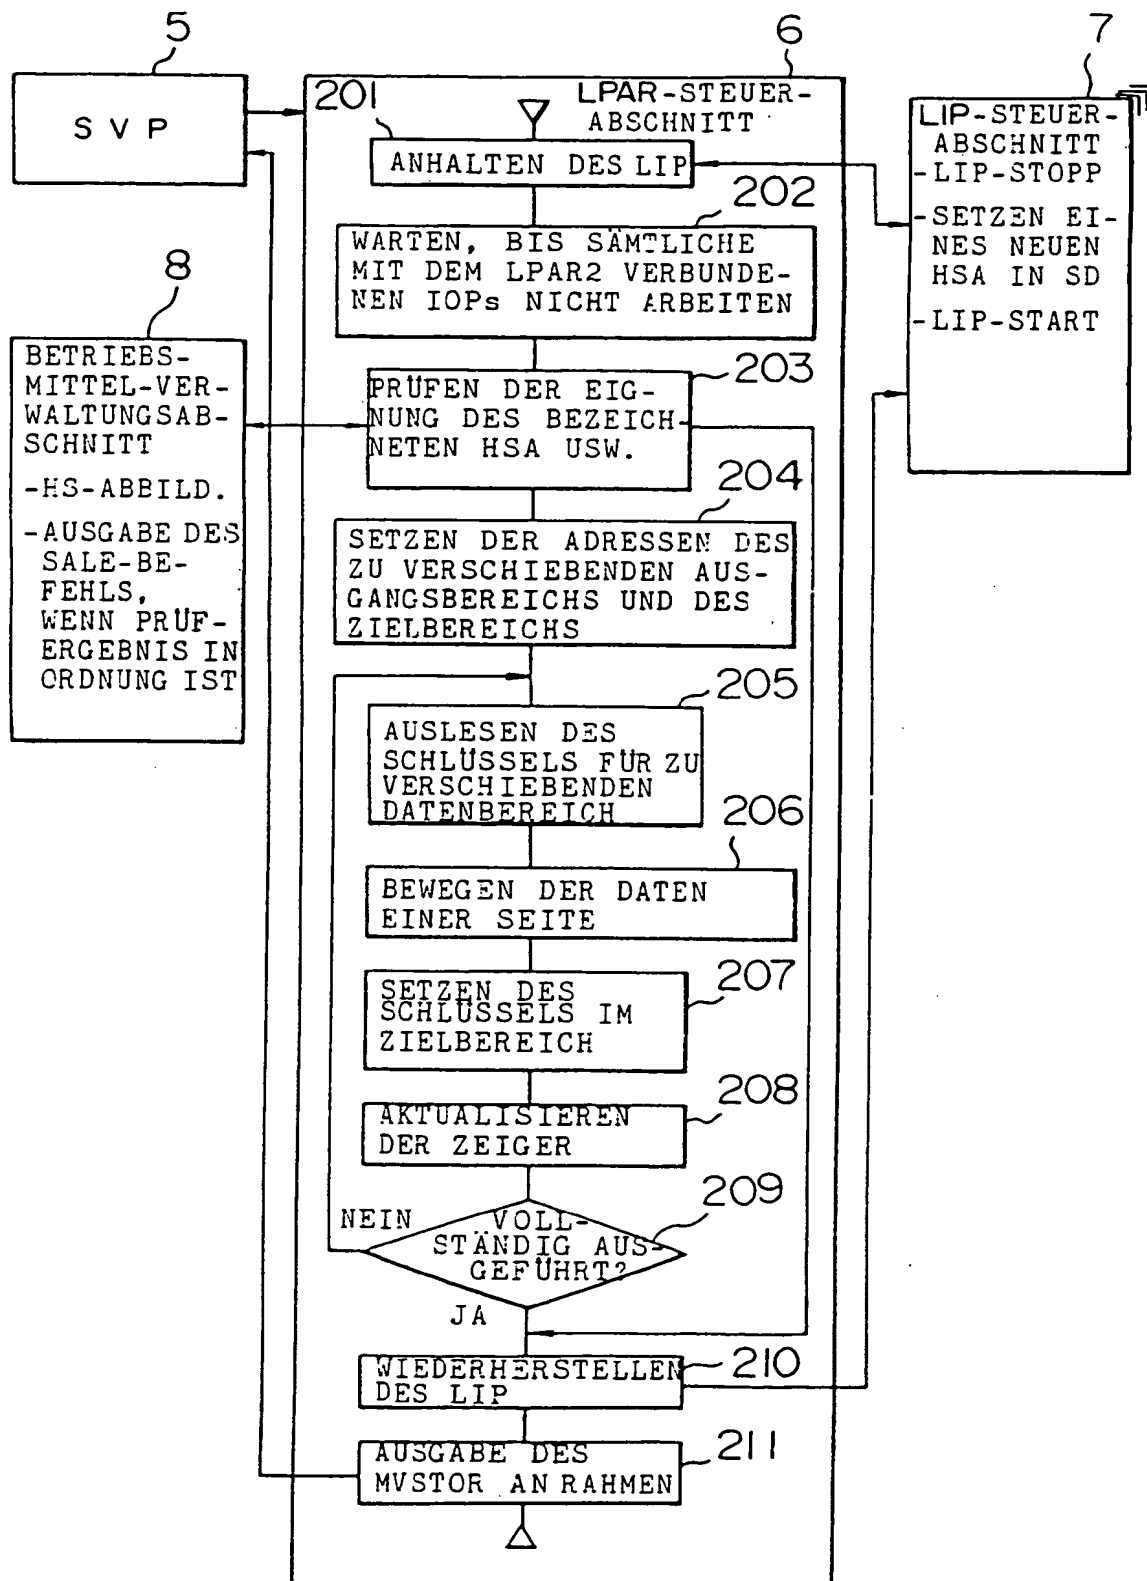 5
S V P
6
LPAR-STEUER-
ABSCHNITT
201
ANHALTEN DES LIP
202
WARTEN, BIS SÄMTLICHE
MIT DEM LPAR2 VERBUNDE-
NEN IOPs NICHT ARBEITEN
203
PRÜFEN DER EIG-
NUNG DES BEZEICH-
NETEN HSA USW.
204
SETZEN DER ADRESSEN DES
ZU VERSCHIEBENDEN AUS-
GANGSBEREICHS UND DES
ZIELBEREICHS
205
AUSLESEN DES
SCHLÜSSELS FÜR ZU
VERSCHIEBENDEN
DATENBEREICH
206
BEWEGEN DER DATEN
EINER SEITE
207
SETZEN DES
SCHLÜSSELS IM
ZIELBEREICH
208
AKTUALISIEREN
DER ZEIGER
209
VOLL-
STÄNDIG AUS-
GEFÜHRT?
NEIN
JA
210
WIEDERHERSTELLEN
DES LIP
211
AUSGABE DES
MVSTOR AN RAHMEN
7
LIP-STEUER-
ABSCHNITT
-LIP-STOPP
-SETZEN EI-
NES NEUEN
HSA IN SD
-LIP-START
8
BETRIEBS-
MITTEL-VER-
WALTUNGSAB-
SCHNITT
-HS-ABBILD.
-AUSGABE DES
SALE-BE-
FEHLS,
WENN PRÜF-
ERGEBNIS IN
ORDNUNG IST